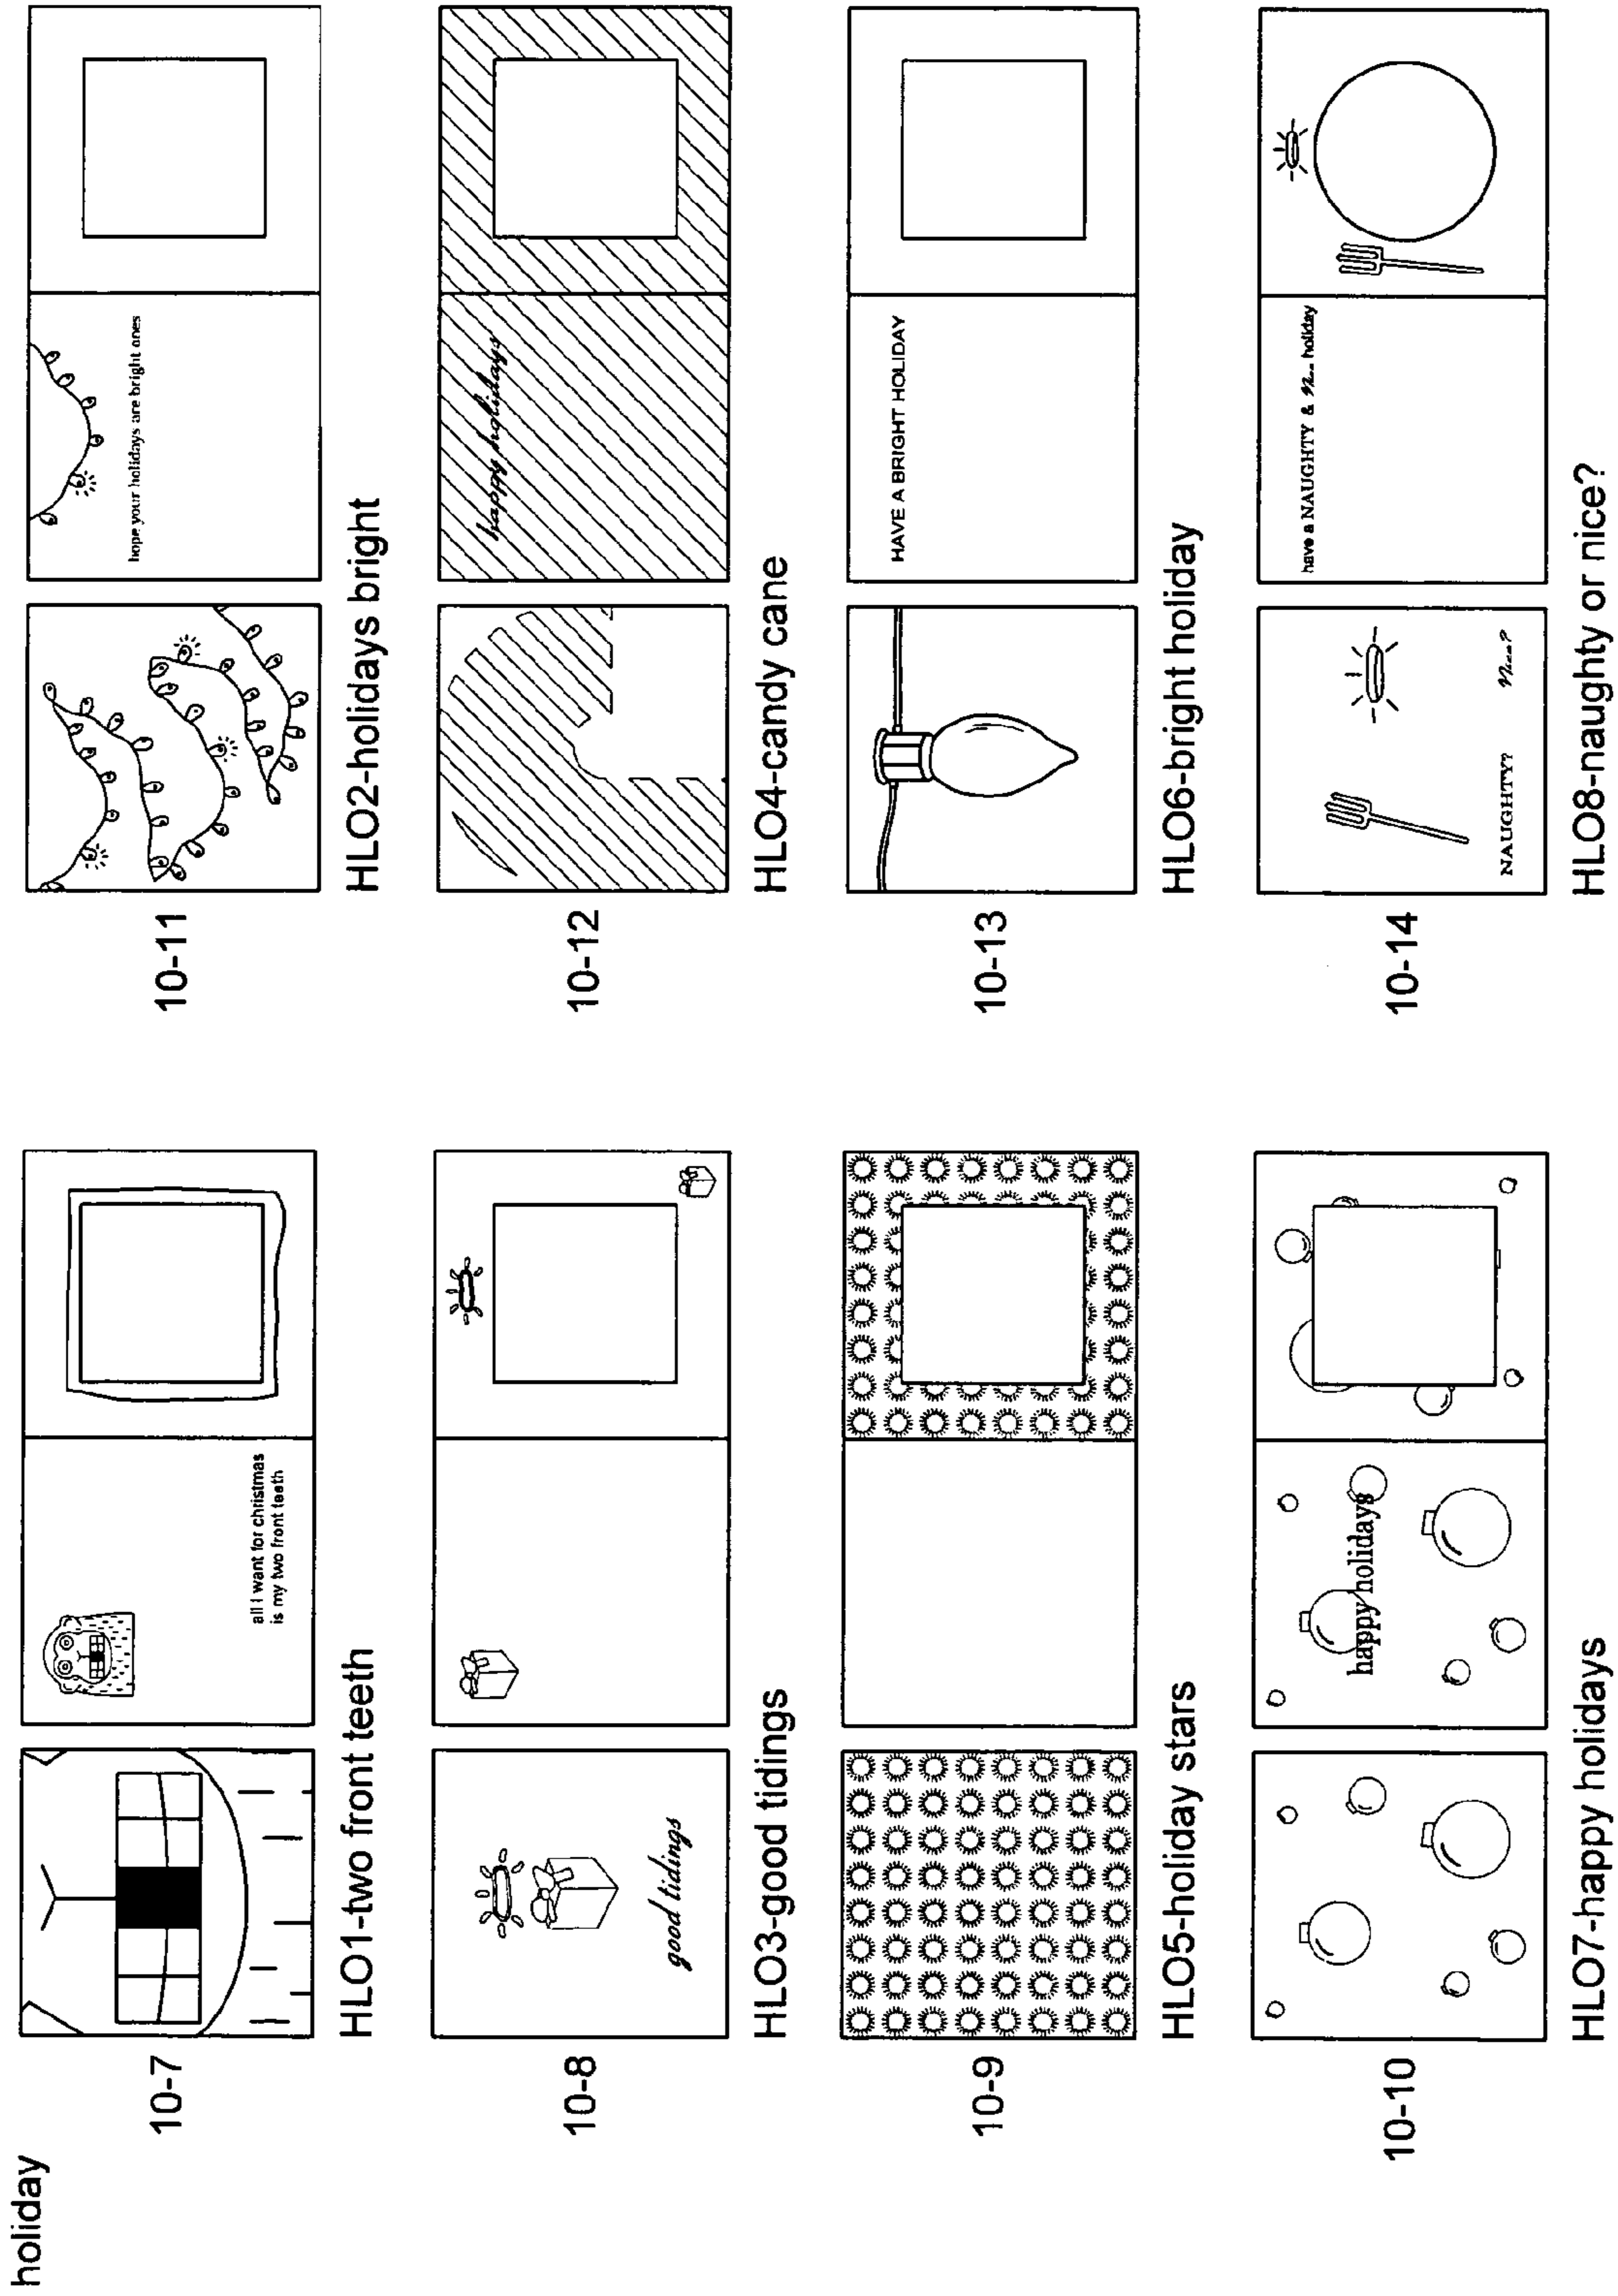 holiday
10-7
all i want for christmas
is my two front teeth
HLO1-two front teeth
10-8
good tidings
HLO3-good tidings
10-9
HLO5-holiday stars
10-10
happy holidays
HLO7-happy holidays
10-11
hope your holidays are bright ones
HLO2-holidays bright
10-12
happy holidays
HLO4-candy cane
10-13
HAVE A BRIGHT HOLIDAY
HLO6-bright holiday
10-14
NAUGHTY?
have a NAUGHTY & holiday
HLO8-naughty or nice?